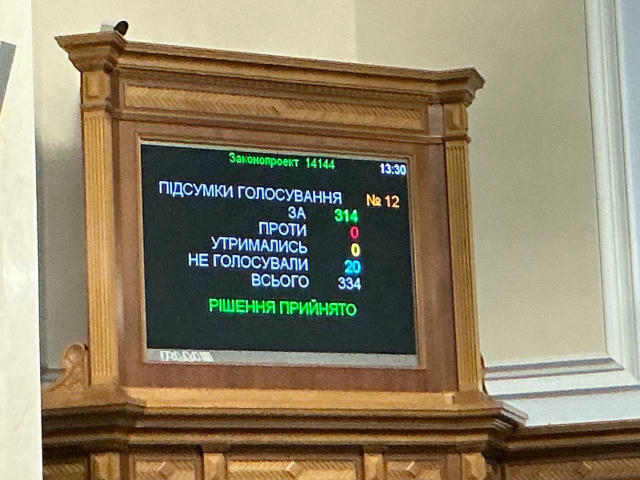 Законопроект 14144
13:30
ПІДСУМКИ ГОЛОСУВАННЯ № 12
ЗА 314
ПРОТИ 0
УТРИМАЛИСЬ 0
НЕ ГОЛОСУВАЛИ 20
ВСЬОГО 334
РІШЕННЯ ПРИЙНЯТО